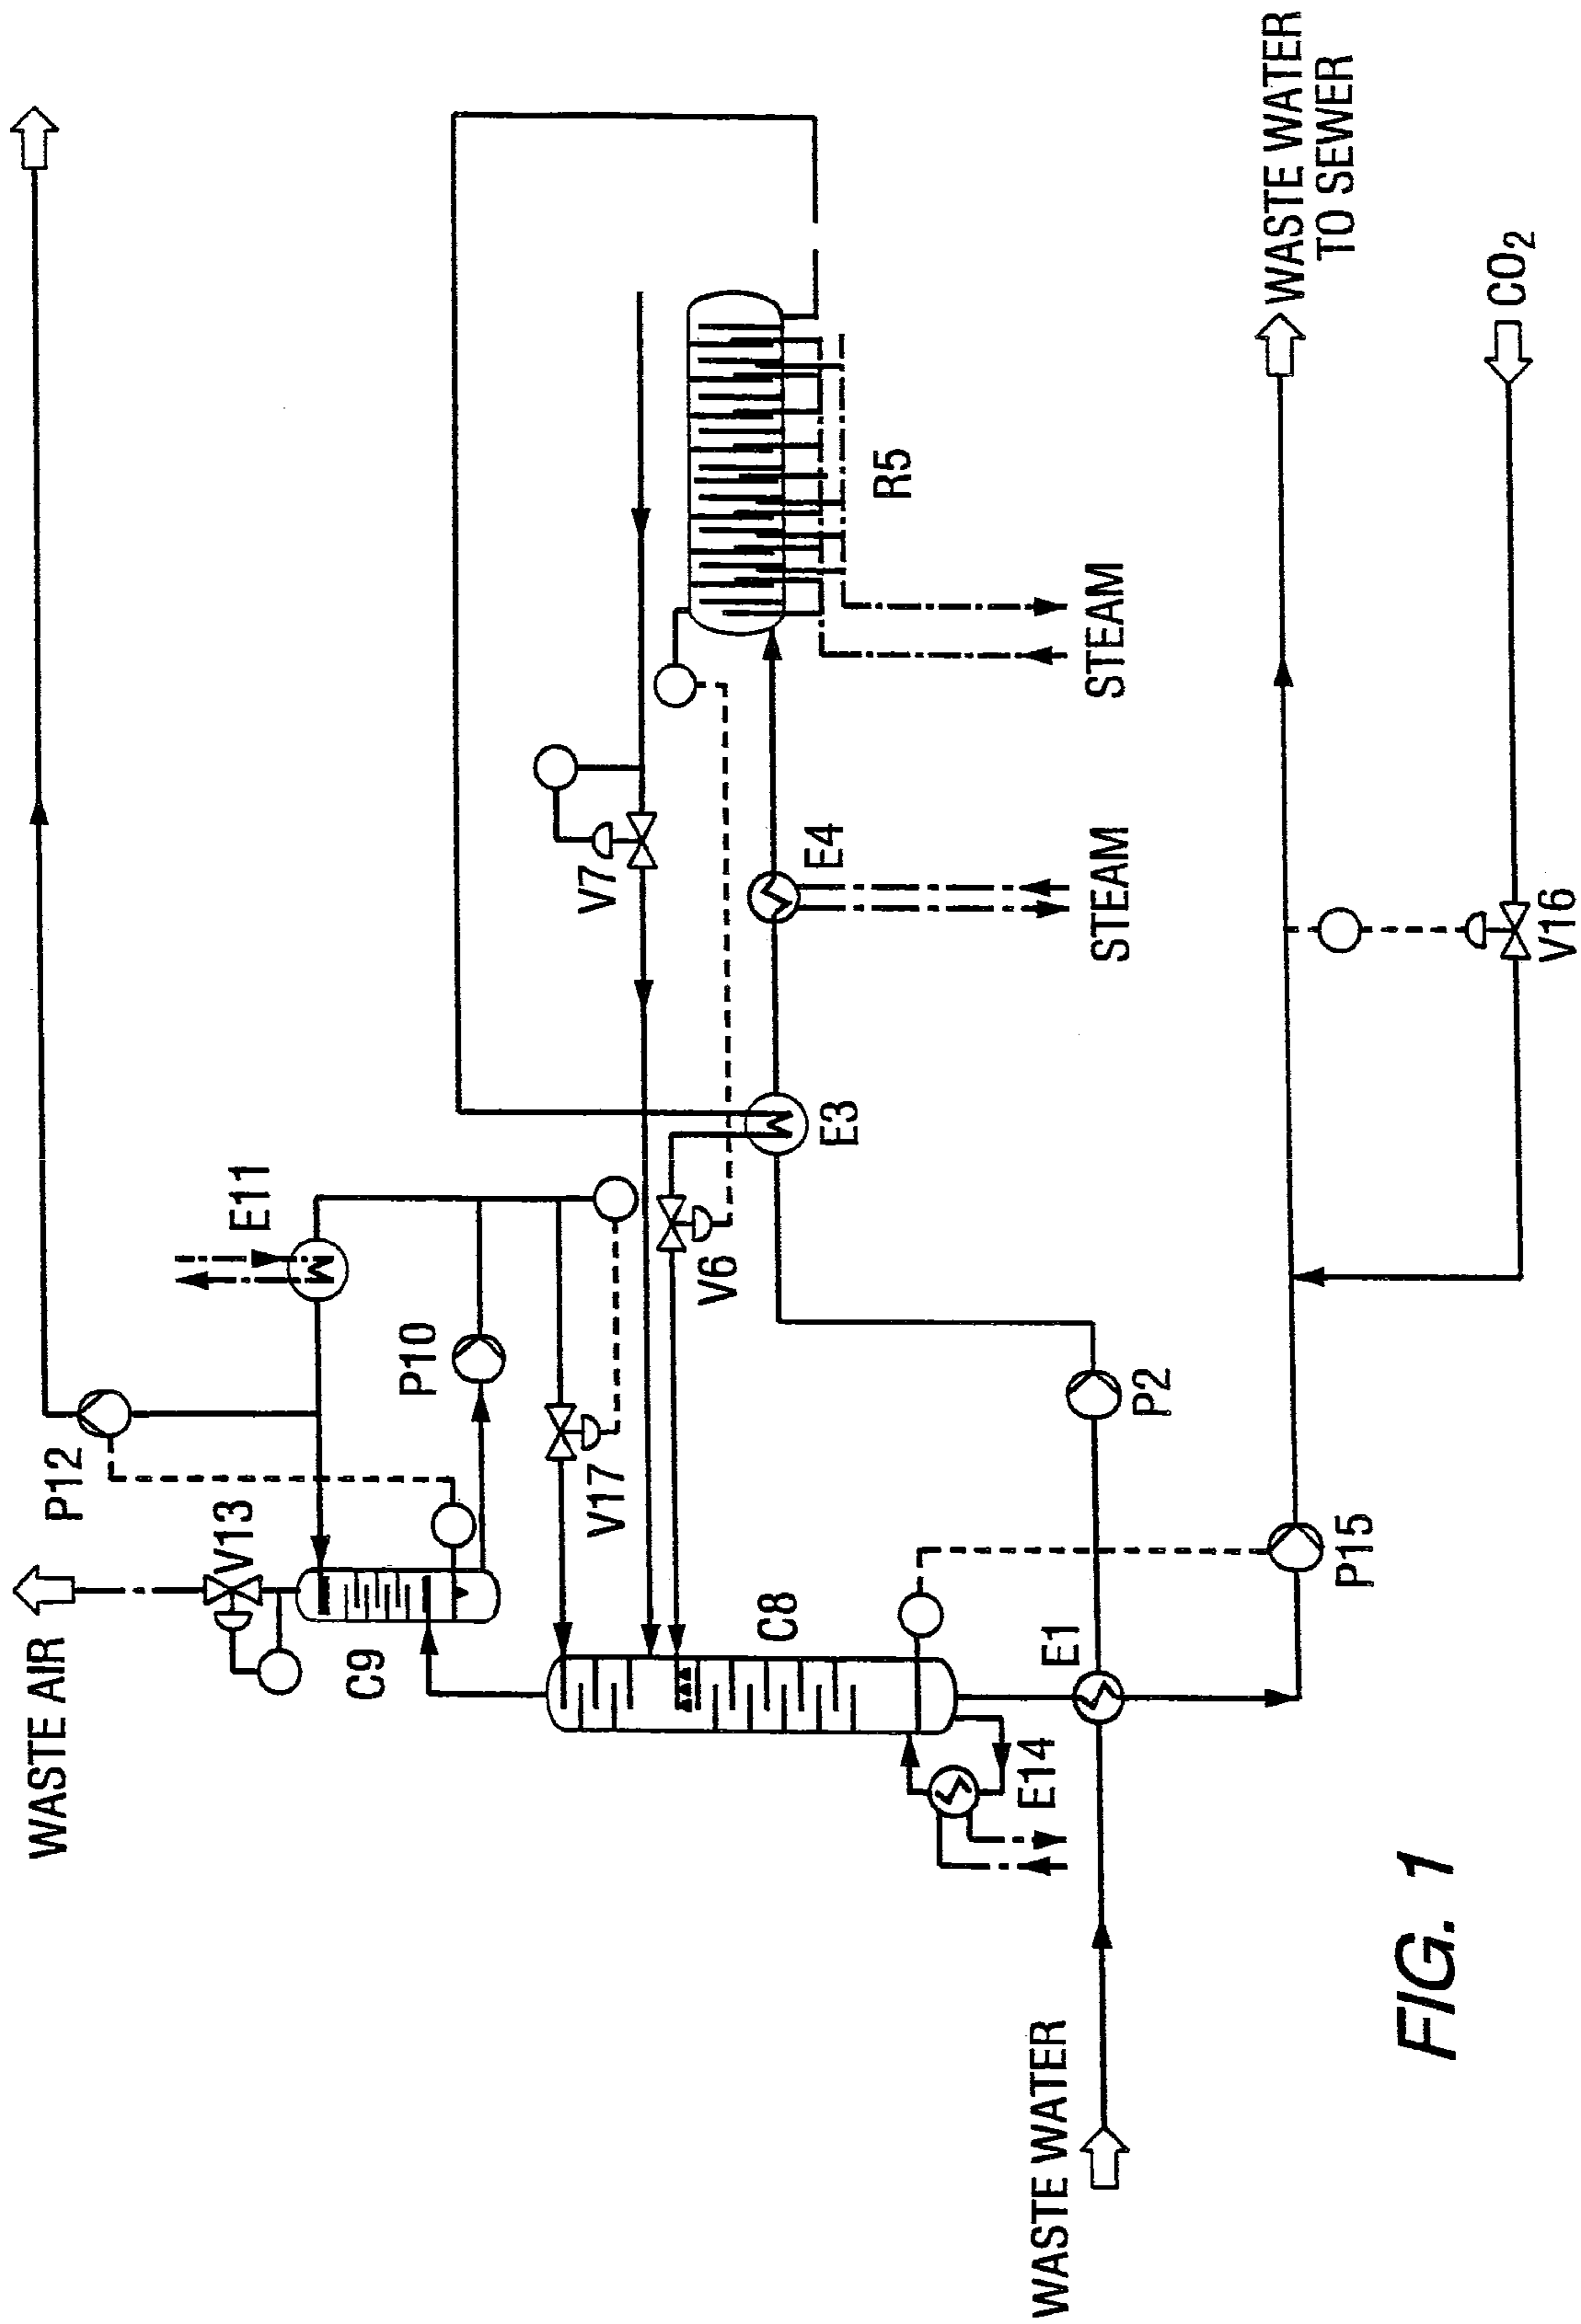 WASTE AIR
P12
V13
C9
E11
P10
V17
V7
V6
E3
E4
R5
STEAM
STEAM
C8
E14
E1
P2
P15
WASTE WATER
WASTE WATER
TO SEWER
CO₂
V16
FIG. 1